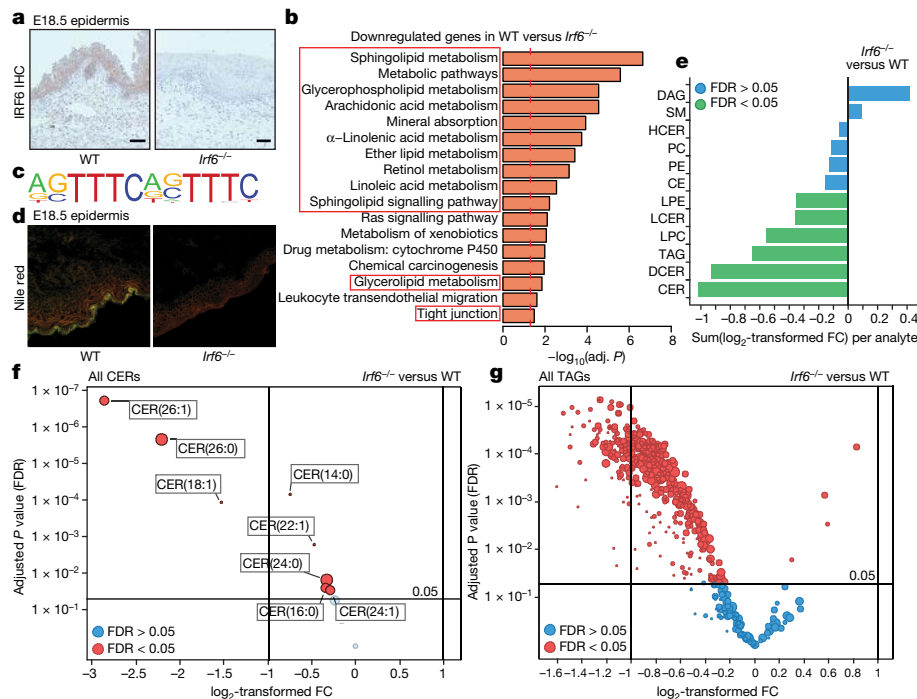 a
E18.5 epidermis
IRF6 IHC
WT
Irf6−/−
c
AGTTTCAGTTTC
d
E18.5 epidermis
Nile red
WT
Irf6−/−
b
Downregulated genes in WT versus Irf6−/−
Sphingolipid metabolism
Metabolic pathways
Glycerophospholipid metabolism
Arachidonic acid metabolism
Mineral absorption
α-Linolenic acid metabolism
Ether lipid metabolism
Retinol metabolism
Linoleic acid metabolism
Sphingolipid signalling pathway
Ras signalling pathway
Metabolism of xenobiotics
Drug metabolism: cytochrome P450
Chemical carcinogenesis
Glycerolipid metabolism
Leukocyte transendothelial migration
Tight junction
0 1 2 3 4 5 6 7 8
−log10(adj. P)
e
Irf6−/−
versus WT
FDR > 0.05
FDR < 0.05
DAG
SM
HCER
PC
PE
CE
LPE
LCER
LPC
TAG
DCER
CER
−1 −0.8 −0.6 −0.4 −0.2 0 0.2 0.4
Sum(log2-transformed FC) per analyte
f
All CERs
Irf6−/− versus WT
1 × 10−7
1 × 10−6
1 × 10−5
1 × 10−4
1 × 10−3
1 × 10−2
1 × 10−1
Adjusted P value (FDR)
CER(26:1)
CER(26:0)
CER(14:0)
CER(18:1)
CER(22:1)
CER(24:0)
CER(16:0)
CER(24:1)
0.05
FDR > 0.05
FDR < 0.05
−3 −2.5 −2 −1.5 −1 −0.5 0 0.5 1
log2-transformed FC
g
All TAGs
Irf6−/− versus WT
1 × 10−5
1 × 10−4
1 × 10−3
1 × 10−2
1 × 10−1
Adjusted P value (FDR)
0.05
FDR > 0.05
FDR < 0.05
−1.6 −1.4 −1.2 −1 −0.8 −0.6 −0.4 −0.2 0 0.2 0.4 0.6 0.8 1
log2-transformed FC